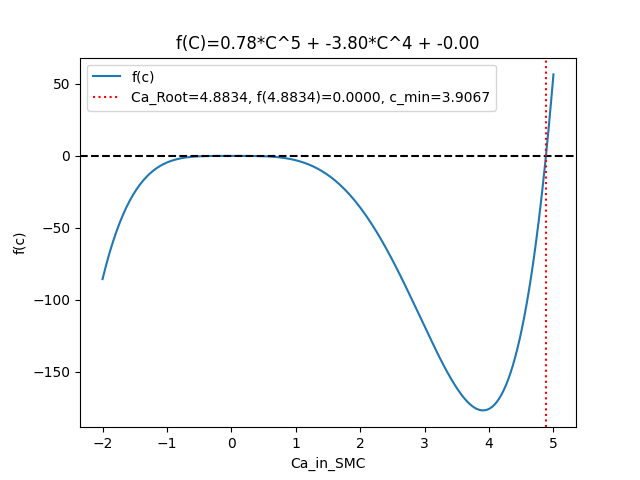 f(C)=0.78*C^5 + -3.80*C^4 + -0.00
f(c)
Ca_Root=4.8834, f(4.8834)=0.0000, c_min=3.9067
50
0
−50
−100
−150
f(c)
−2 −1 0 1 2 3 4 5
Ca_in_SMC